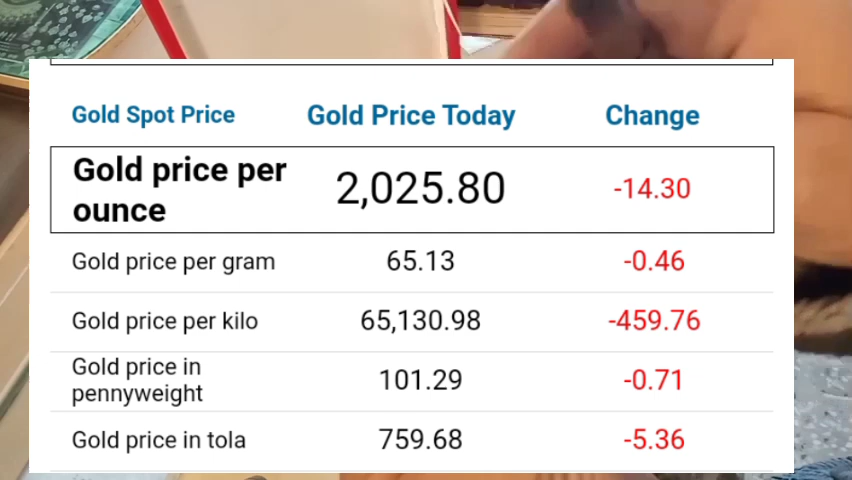 Gold Spot Price Gold Price Today Change
Gold price per ounce 2,025.80 -14.30
Gold price per gram 65.13 -0.46
Gold price per kilo 65,130.98 -459.76
Gold price in pennyweight 101.29 -0.71
Gold price in tola 759.68 -5.36